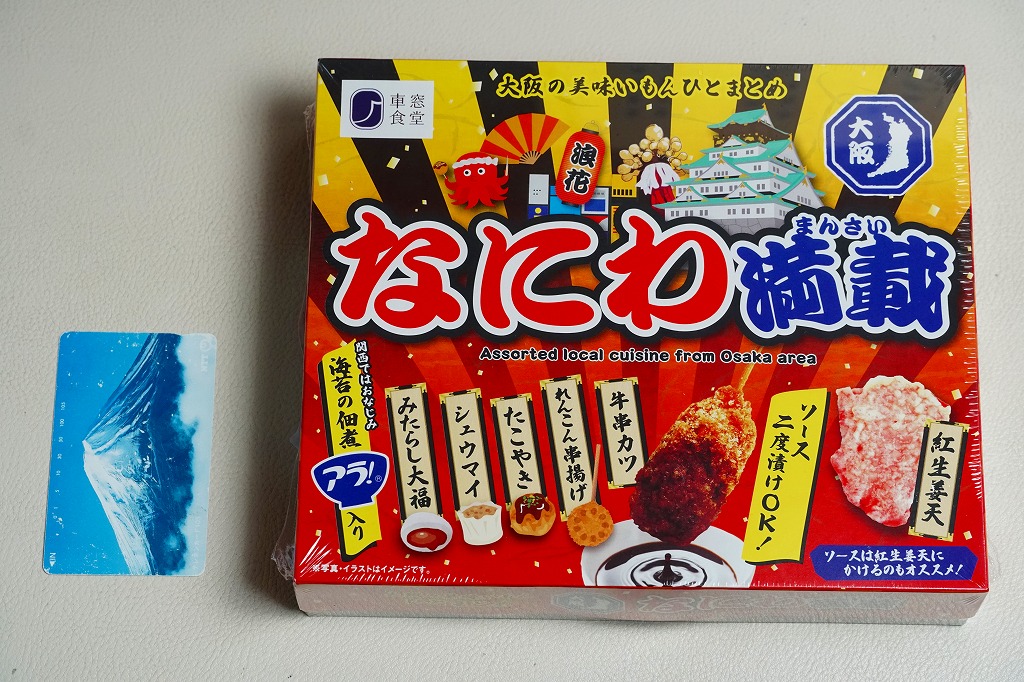 車窓
食堂
大阪の美味いもんひとまとめ
浪花
大阪
まんさい
なにわ満載
Assorted local cuisine from Osaka area
関西ではおなじみ
海苔の佃煮
アラ!®
入り
みたらし大福
シュウマイ
たこやき
れんこん串揚げ
牛串カツ
ソース
二度漬けOK!
紅生姜天
ソースは紅生姜天に
かけるのもオススメ!
※写真・イラストはイメージです。